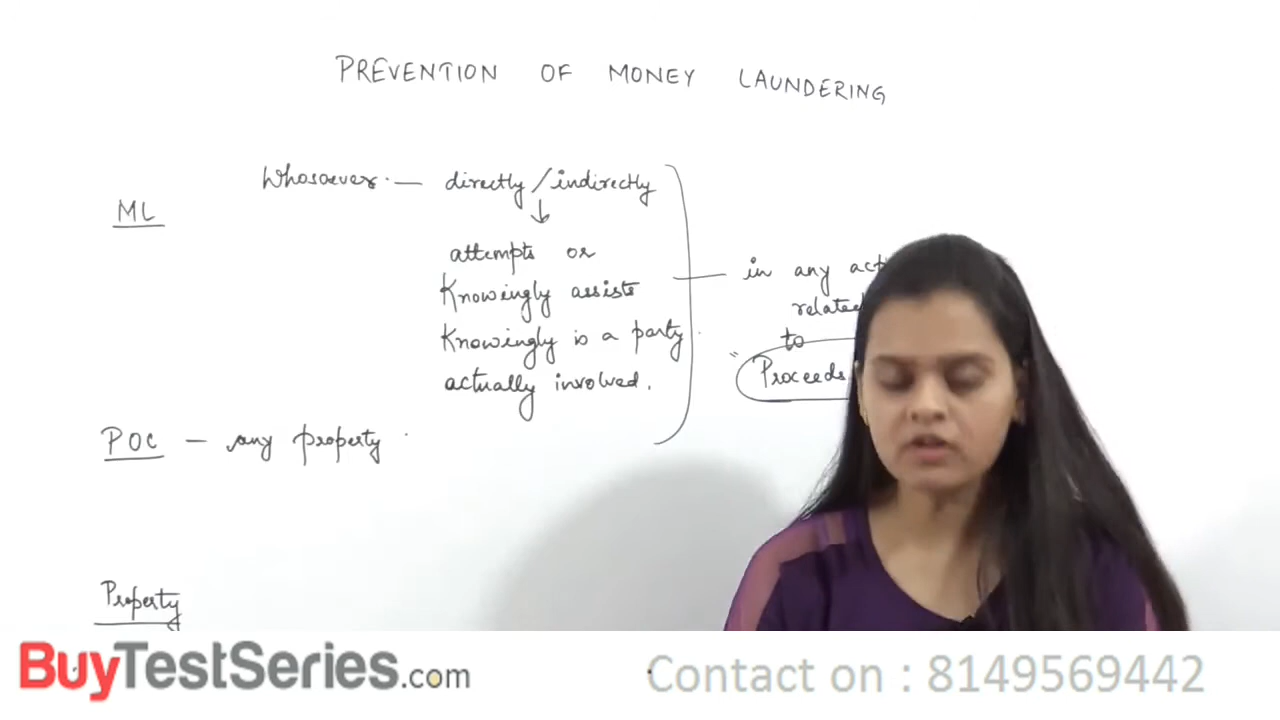 PREVENTION OF MONEY LAUNDERING
Whosoever - directly / indirectly
ML
attempts or
Knowingly assists
Knowingly is a party
actually involved.
in any
related
to
"Proceeds
POC - any property
Property
BuyTestSeries.com
Contact on : 8149569442